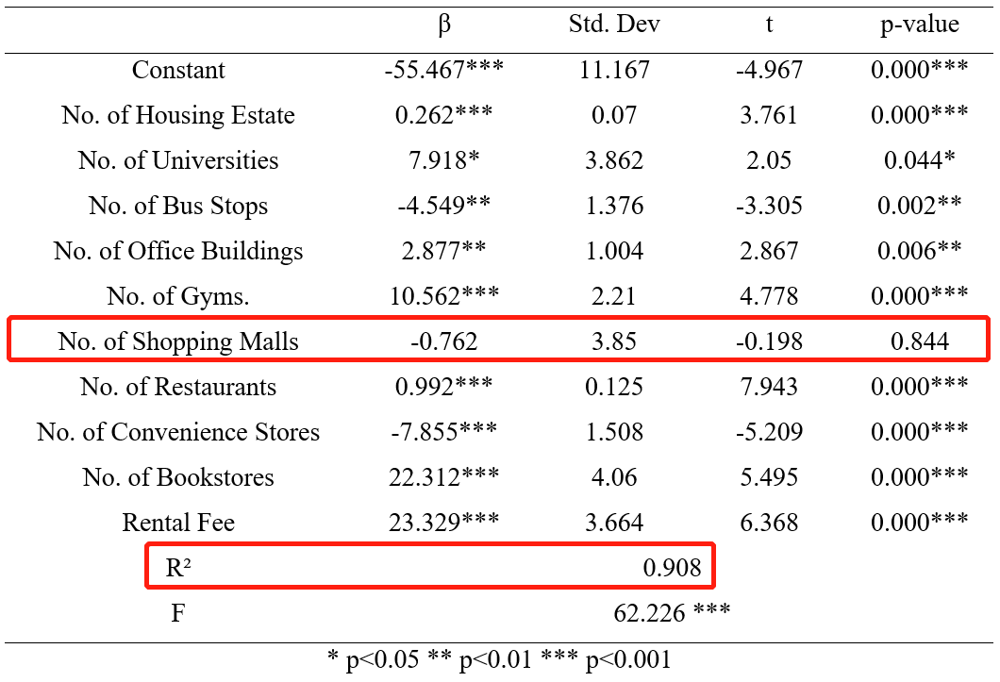 β Std. Dev t p-value
Constant -55.467*** 11.167 -4.967 0.000***
No. of Housing Estate 0.262*** 0.07 3.761 0.000***
No. of Universities 7.918* 3.862 2.05 0.044*
No. of Bus Stops -4.549** 1.376 -3.305 0.002**
No. of Office Buildings 2.877** 1.004 2.867 0.006**
No. of Gyms. 10.562*** 2.21 4.778 0.000***
No. of Shopping Malls -0.762 3.85 -0.198 0.844
No. of Restaurants 0.992*** 0.125 7.943 0.000***
No. of Convenience Stores -7.855*** 1.508 -5.209 0.000***
No. of Bookstores 22.312*** 4.06 5.495 0.000***
Rental Fee 23.329*** 3.664 6.368 0.000***
R² 0.908
F 62.226 ***
* p<0.05 ** p<0.01 *** p<0.001